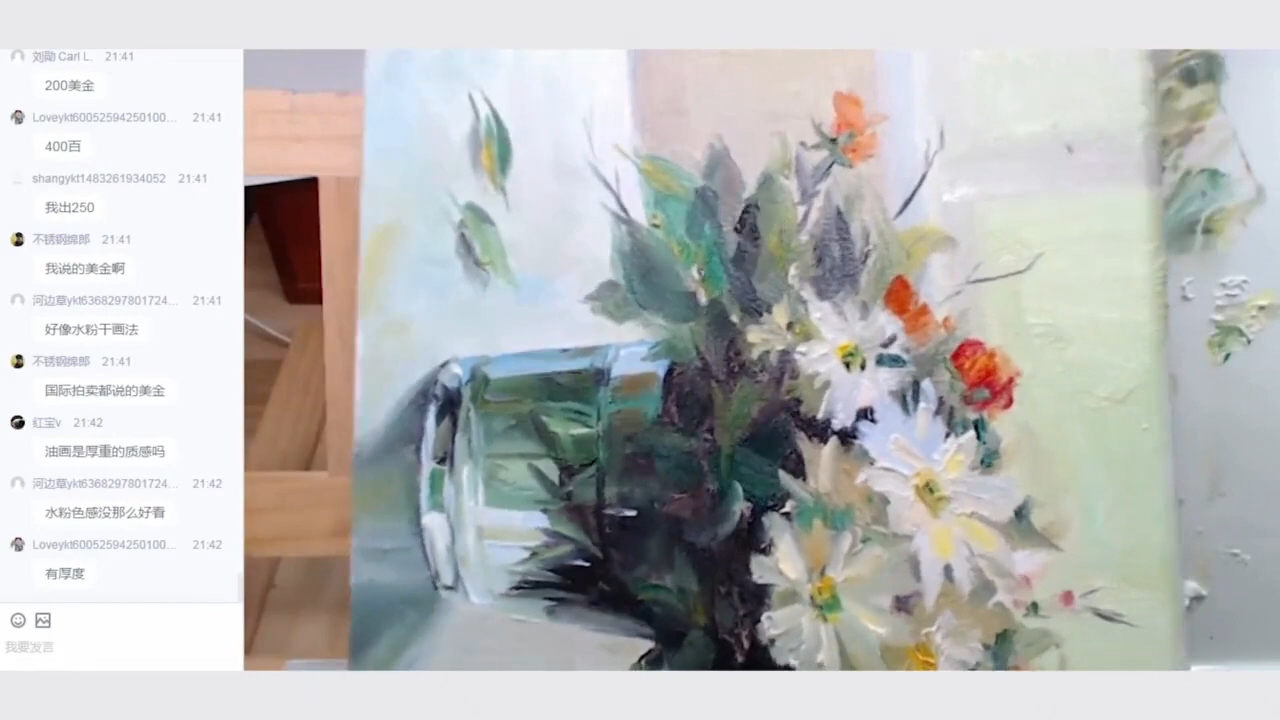 刘勋 Carl L. 21:41
200美金
Loveykt60052594250100... 21:41
400百
shangykt1483261934052 21:41
我出250
不锈钢绵郎 21:41
我说的美金啊
河边草ykt6368297801724... 21:41
好像水粉干画法
不锈钢绵郎 21:41
国际拍卖都说的美金
红宝v 21:42
油画是厚重的质感吗
河边草ykt6368297801724... 21:42
水粉色感没那么好看
Loveykt60052594250100... 21:42
有厚度
我要发言